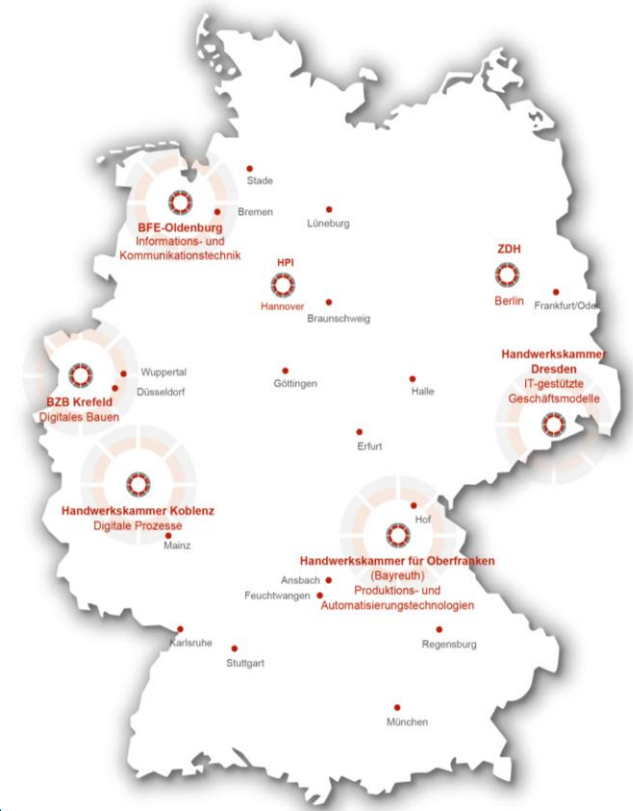 Stade
Bremen
BFE-Oldenburg
Informations- und
Kommunikationstechnik
Lüneburg
HPI
Hannover
ZDH
Berlin
Frankfurt/Oder
Braunschweig
Wuppertal
Düsseldorf
BZB Krefeld
Digitales Bauen
Göttingen
Halle
Handwerkskammer
Dresden
IT-gestützte
Geschäftsmodelle
Erfurt
Handwerkskammer Koblenz
Digitale Prozesse
Mainz
Hof
Handwerkskammer für Oberfranken
(Bayreuth)
Produktions- und
Automatisierungstechnologien
Ansbach
Feuchtwangen
Karlsruhe
Stuttgart
Regensburg
München